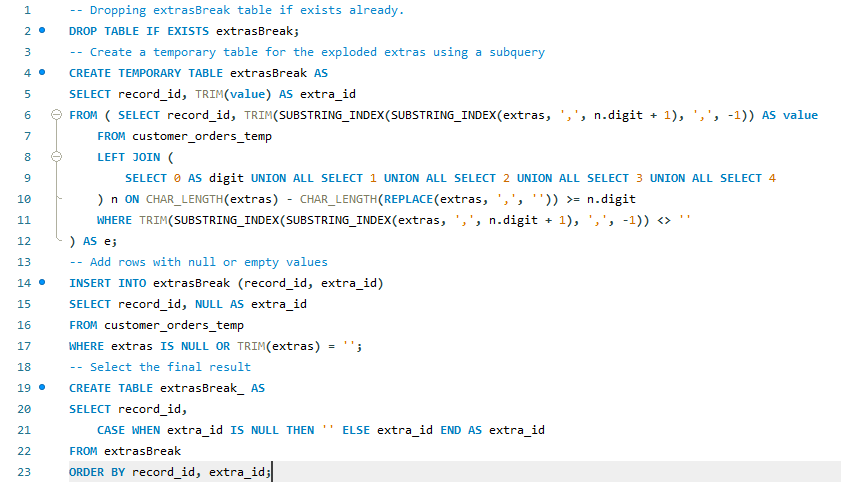 1 -- Dropping extrasBreak table if exists already.
2 DROP TABLE IF EXISTS extrasBreak;
3 -- Create a temporary table for the exploded extras using a subquery
4 CREATE TEMPORARY TABLE extrasBreak AS
5 SELECT record_id, TRIM(value) AS extra_id
6 FROM ( SELECT record_id, TRIM(SUBSTRING_INDEX(SUBSTRING_INDEX(extras, ',', n.digit + 1), ',', -1)) AS value
7 FROM customer_orders_temp
8 LEFT JOIN (
9 SELECT 0 AS digit UNION ALL SELECT 1 UNION ALL SELECT 2 UNION ALL SELECT 3 UNION ALL SELECT 4
10 ) n ON CHAR_LENGTH(extras) - CHAR_LENGTH(REPLACE(extras, ',', '')) >= n.digit
11 WHERE TRIM(SUBSTRING_INDEX(SUBSTRING_INDEX(extras, ',', n.digit + 1), ',', -1)) <> ''
12 ) AS e;
13 -- Add rows with null or empty values
14 INSERT INTO extrasBreak (record_id, extra_id)
15 SELECT record_id, NULL AS extra_id
16 FROM customer_orders_temp
17 WHERE extras IS NULL OR TRIM(extras) = '';
18 -- Select the final result
19 CREATE TABLE extrasBreak_ AS
20 SELECT record_id,
21 CASE WHEN extra_id IS NULL THEN '' ELSE extra_id END AS extra_id
22 FROM extrasBreak
23 ORDER BY record_id, extra_id;